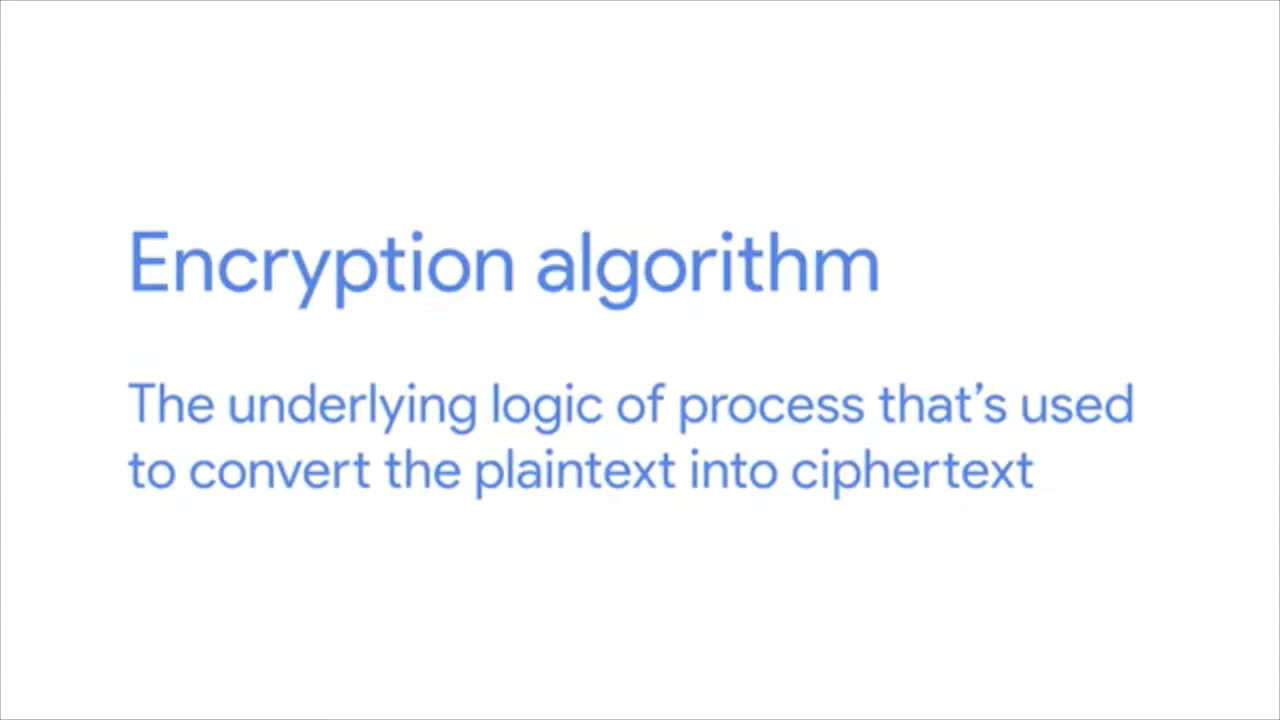 Encryption algorithm
The underlying logic of process that’s used
to convert the plaintext into ciphertext